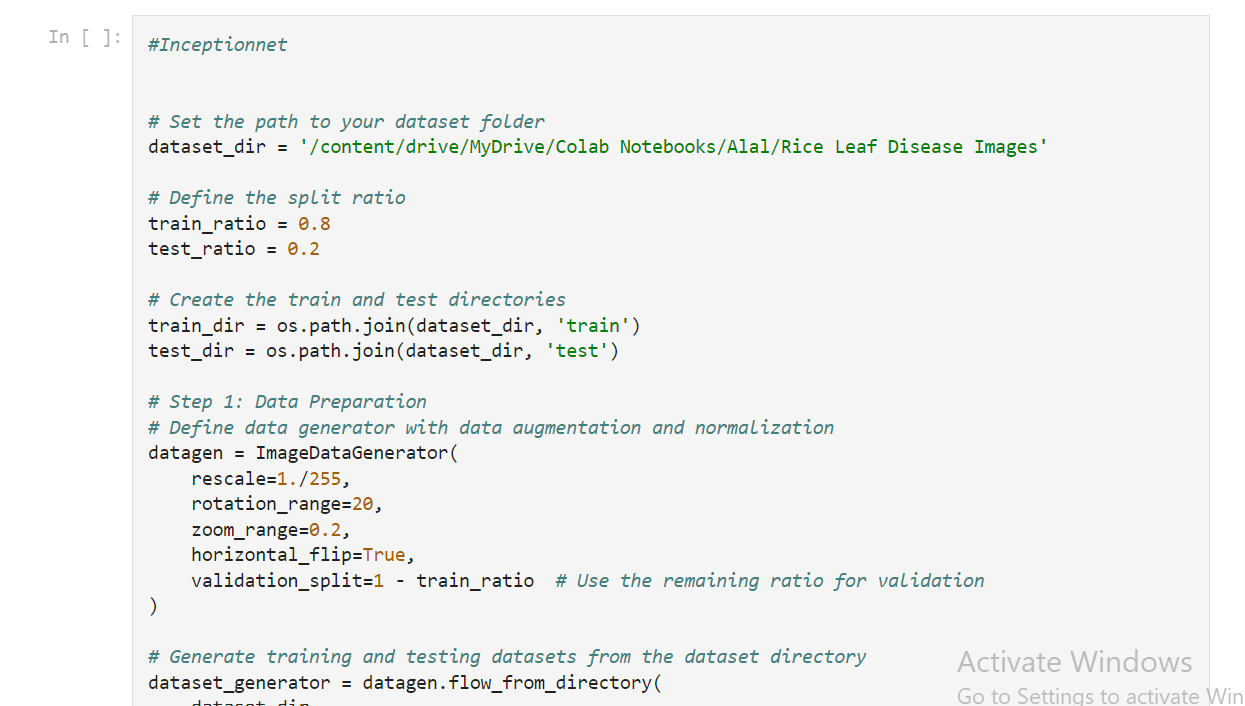 In [ ]:
#Inceptionnet
# Set the path to your dataset folder
dataset_dir = '/content/drive/MyDrive/Colab Notebooks/Alal/Rice Leaf Disease Images'
# Define the split ratio
train_ratio = 0.8
test_ratio = 0.2
# Create the train and test directories
train_dir = os.path.join(dataset_dir, 'train')
test_dir = os.path.join(dataset_dir, 'test')
# Step 1: Data Preparation
# Define data generator with data augmentation and normalization
datagen = ImageDataGenerator(
    rescale=1./255,
    rotation_range=20,
    zoom_range=0.2,
    horizontal_flip=True,
    validation_split=1 - train_ratio  # Use the remaining ratio for validation
)
# Generate training and testing datasets from the dataset directory
dataset_generator = datagen.flow_from_directory(
    dataset_dir
Activate Windows
Go to Settings to activate Win